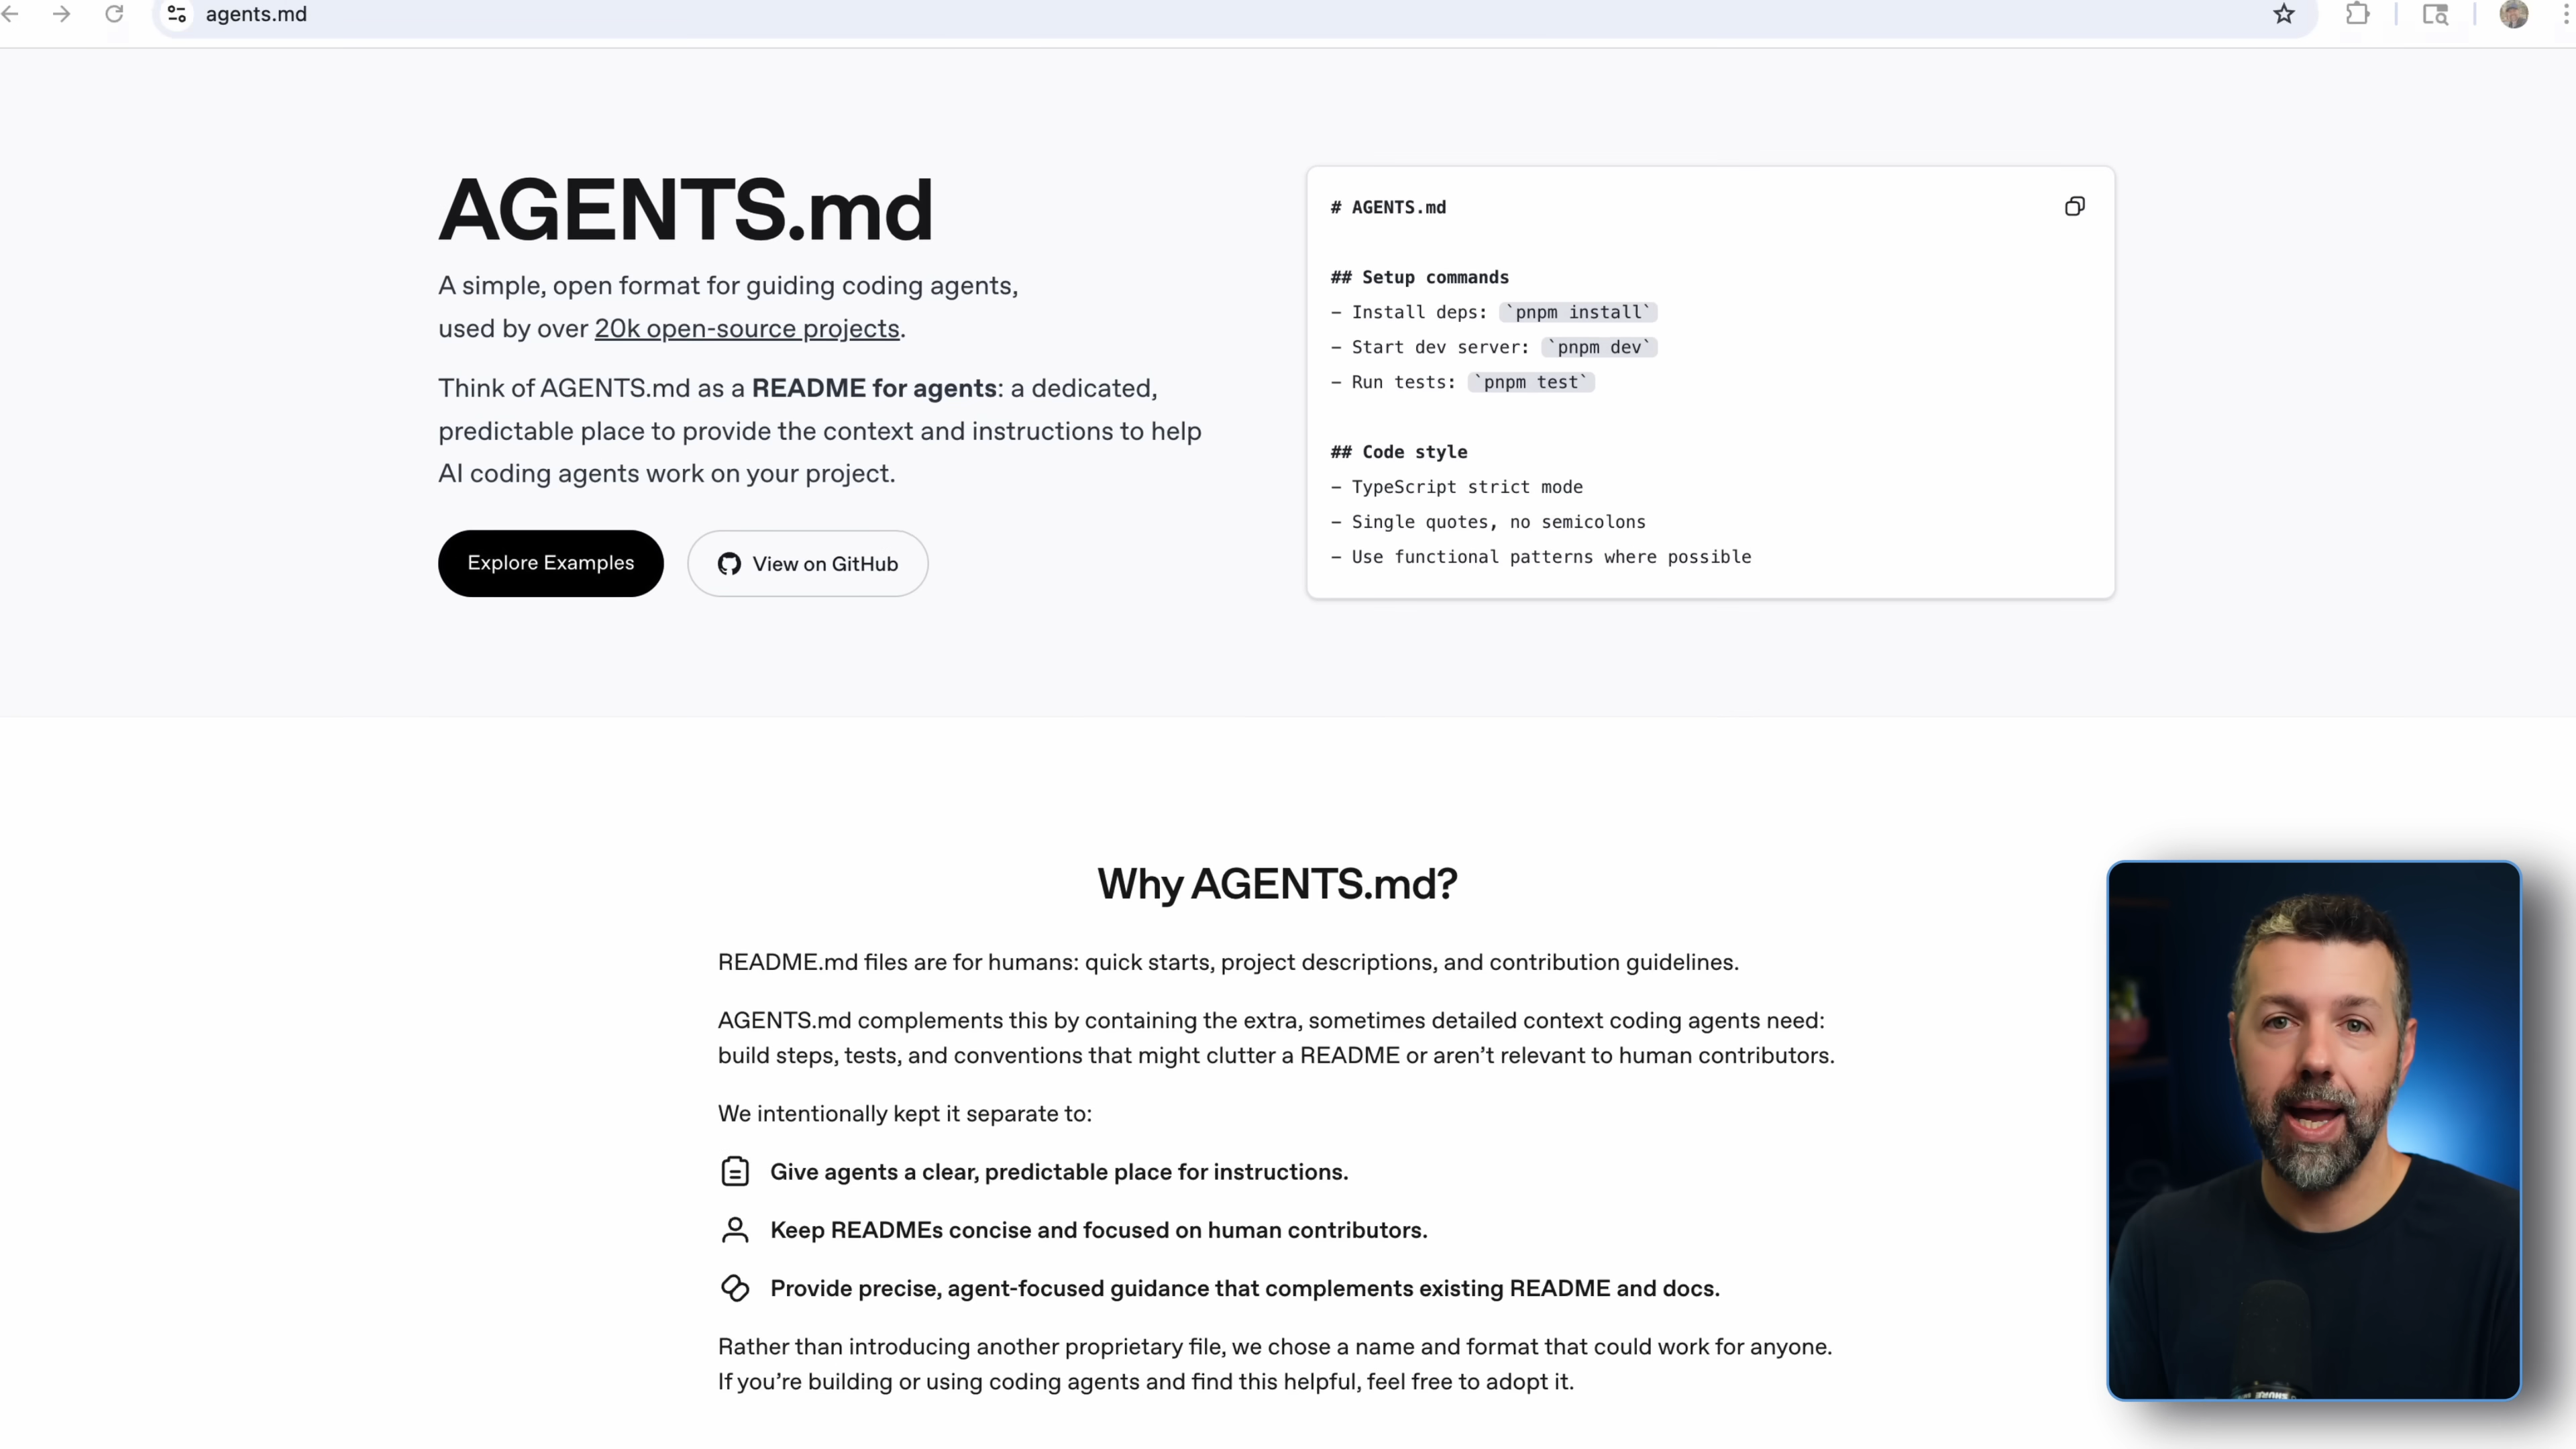 agents.md
AGENTS.md
A simple, open format for guiding coding agents,
used by over 20k open-source projects.
Think of AGENTS.md as a README for agents: a dedicated,
predictable place to provide the context and instructions to help
AI coding agents work on your project.
Explore Examples
View on GitHub
# AGENTS.md
## Setup commands
– Install deps: `pnpm install`
– Start dev server: `pnpm dev`
– Run tests: `pnpm test`
## Code style
– TypeScript strict mode
– Single quotes, no semicolons
– Use functional patterns where possible
Why AGENTS.md?
README.md files are for humans: quick starts, project descriptions, and contribution guidelines.
AGENTS.md complements this by containing the extra, sometimes detailed context coding agents need:
build steps, tests, and conventions that might clutter a README or aren’t relevant to human contributors.
We intentionally kept it separate to:
Give agents a clear, predictable place for instructions.
Keep READMEs concise and focused on human contributors.
Provide precise, agent-focused guidance that complements existing README and docs.
Rather than introducing another proprietary file, we chose a name and format that could work for anyone.
If you’re building or using coding agents and find this helpful, feel free to adopt it.